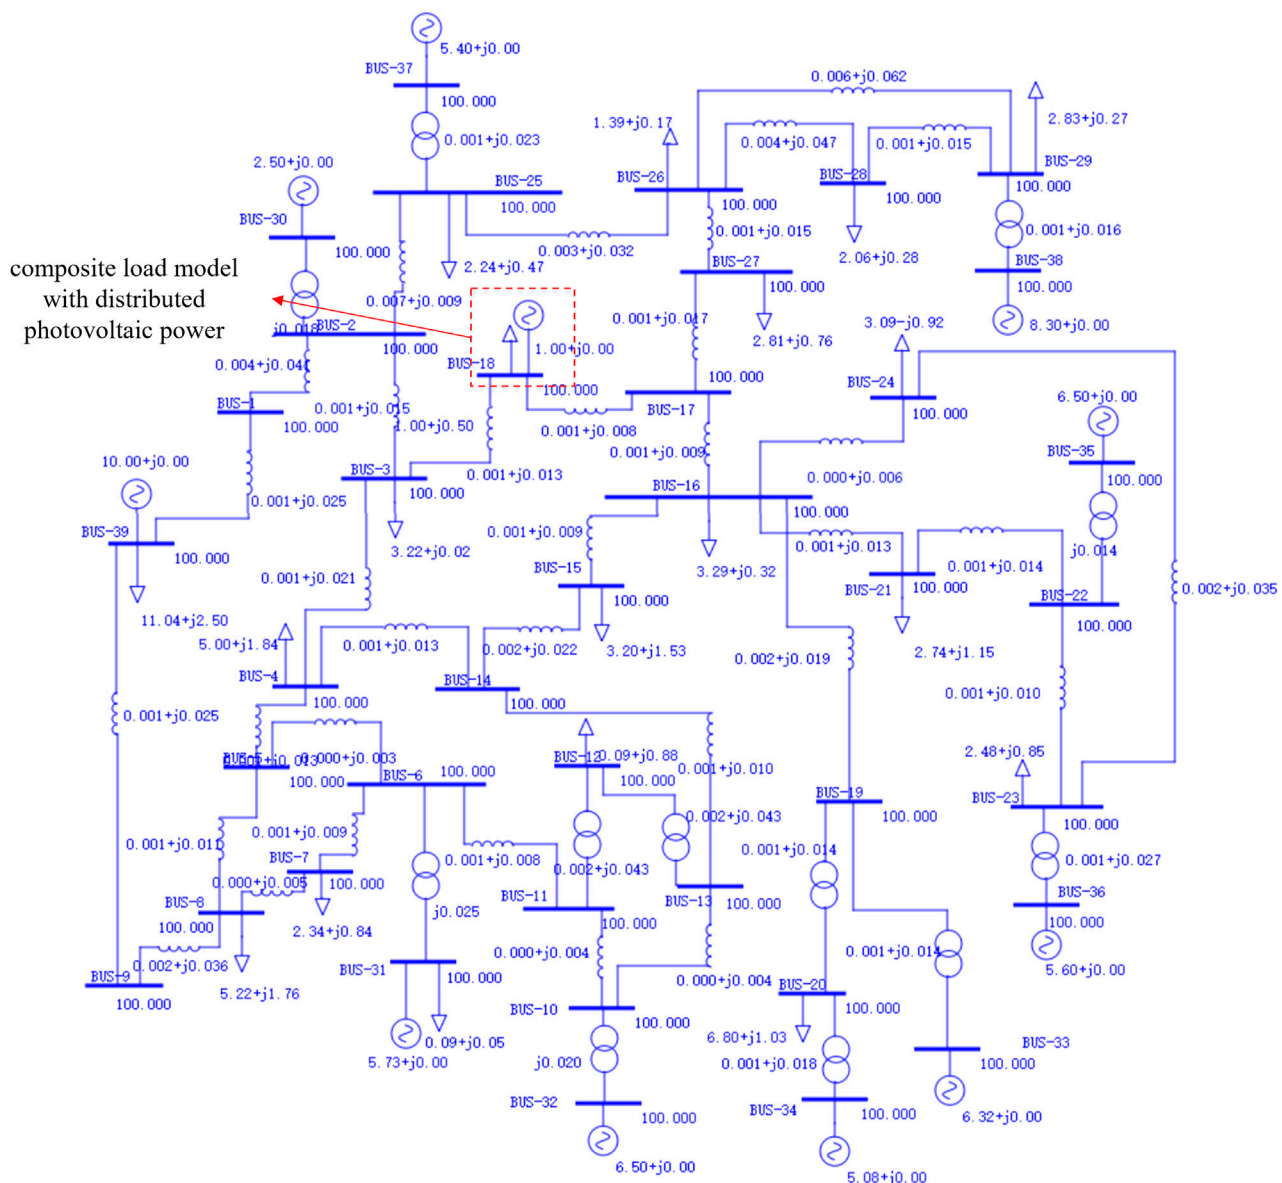 5.40+j0.00
BUS-37
100.000
0.001+j0.023
0.006+j0.062
1.39+j0.17
0.004+j0.047
0.001+j0.015
2.83+j0.27
BUS-29
100.000
2.50+j0.00
BUS-30
100.000
BUS-25
100.000
BUS-26
100.000
BUS-28
100.000
0.001+j0.015
0.001+j0.016
0.003+j0.032
2.24+j0.47
2.06+j0.28
BUS-27
100.000
BUS-38
100.000
composite load model
with distributed
photovoltaic power
0.007+j0.009
j0.018
BUS-2
100.000
0.001+j0.017
2.81+j0.76
8.30+j0.00
3.09-j0.92
1.00+j0.00
BUS-18
100.000
0.004+j0.041
BUS-24
100.000
BUS-1
100.000
0.001+j0.015
1.00+j0.50
0.001+j0.008
BUS-17
100.000
6.50+j0.00
0.001+j0.009
0.000+j0.006
BUS-35
100.000
10.00+j0.00
0.001+j0.025
BUS-3
100.000
0.001+j0.013
BUS-16
100.000
BUS-39
100.000
3.22+j0.02
0.001+j0.009
0.001+j0.013
0.001+j0.014
j0.014
3.29+j0.32
0.001+j0.021
BUS-15
100.000
BUS-21
100.000
BUS-22
100.000
0.002+j0.035
11.04+j2.50
5.00+j1.84
0.001+j0.013
0.002+j0.022
3.20+j1.53
0.002+j0.019
2.74+j1.15
BUS-4
100.000
BUS-14
100.000
0.001+j0.010
0.001+j0.025
BUS-5
100.000
0.000+j0.003
BUS-6
100.000
BUS-12
100.000
0.09+j0.88
0.001+j0.010
2.48+j0.85
BUS-19
100.000
BUS-23
100.000
0.001+j0.011
0.001+j0.009
0.001+j0.008
0.002+j0.043
0.002+j0.043
0.001+j0.014
0.001+j0.027
BUS-7
100.000
0.000+j0.005
BUS-8
100.000
j0.025
BUS-11
100.000
BUS-13
100.000
BUS-36
100.000
2.34+j0.84
0.002+j0.036
0.000+j0.004
0.000+j0.004
0.001+j0.014
5.60+j0.00
BUS-9
100.000
5.22+j1.76
BUS-31
100.000
BUS-20
100.000
BUS-10
100.000
0.09+j0.05
5.73+j0.00
6.80+j1.03
BUS-33
100.000
j0.020
0.001+j0.018
BUS-32
100.000
BUS-34
100.000
6.32+j0.00
6.50+j0.00
5.08+j0.00